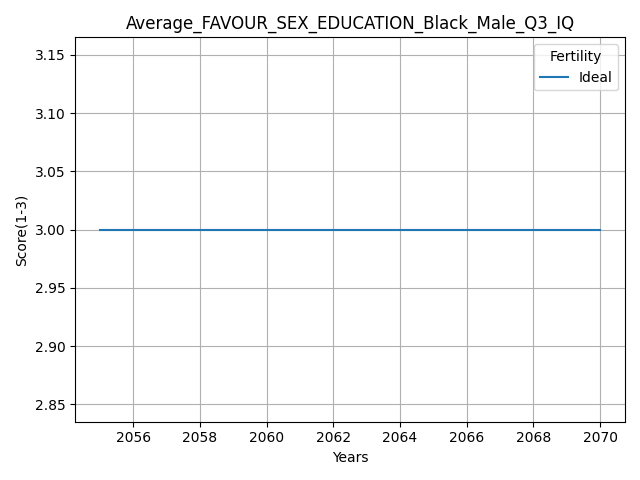 Average_FAVOUR_SEX_EDUCATION_Black_Male_Q3_IQ
Fertility
Ideal
3.15
3.10
3.05
3.00
2.95
2.90
2.85
Score(1-3)
2056 2058 2060 2062 2064 2066 2068 2070
Years